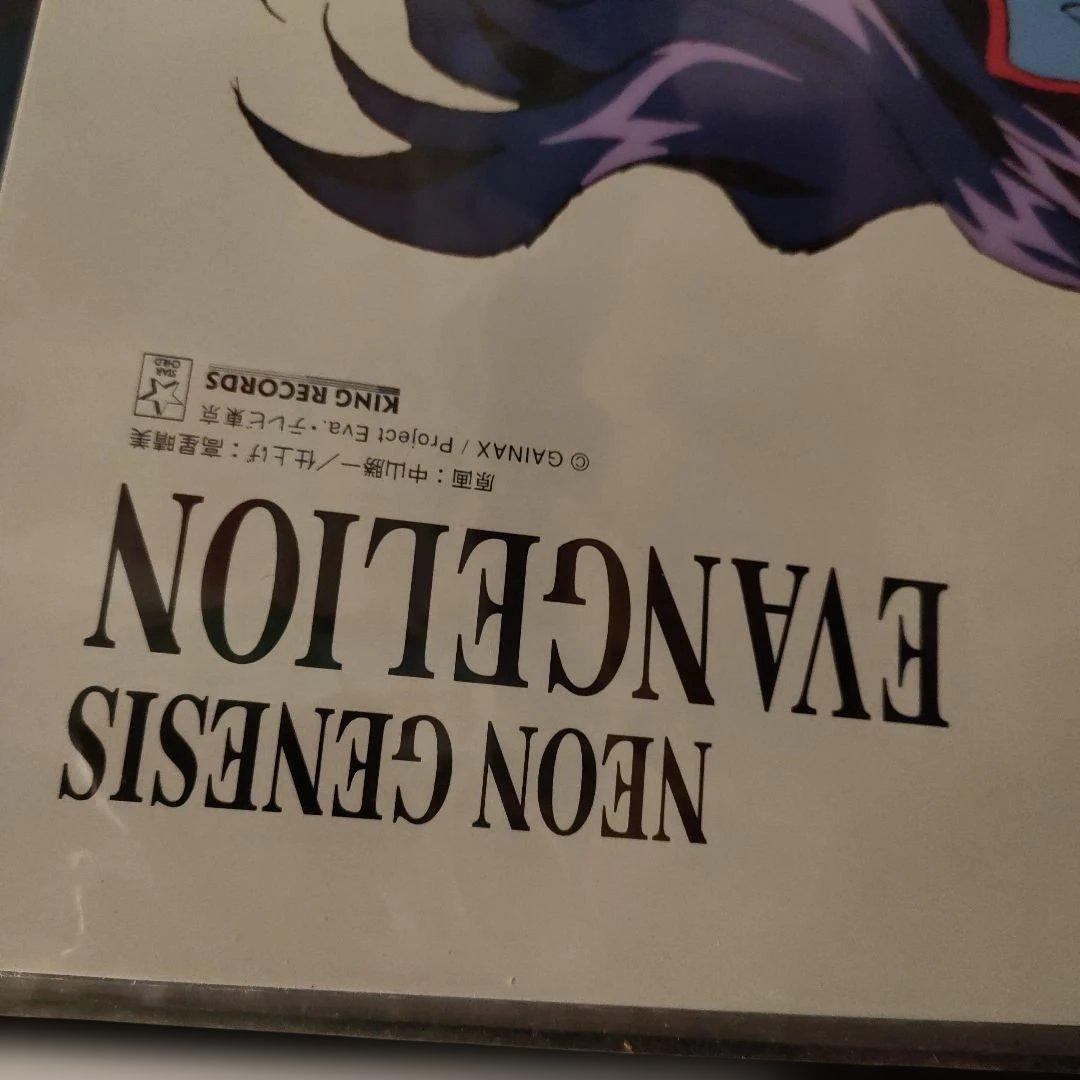 NEON GENESIS
EVANGELION
原画：中山勝一／仕上げ：高星晴美
© GAINAX / Project Eva.・テレビ東京
KING RECORDS
STAR
CHILD